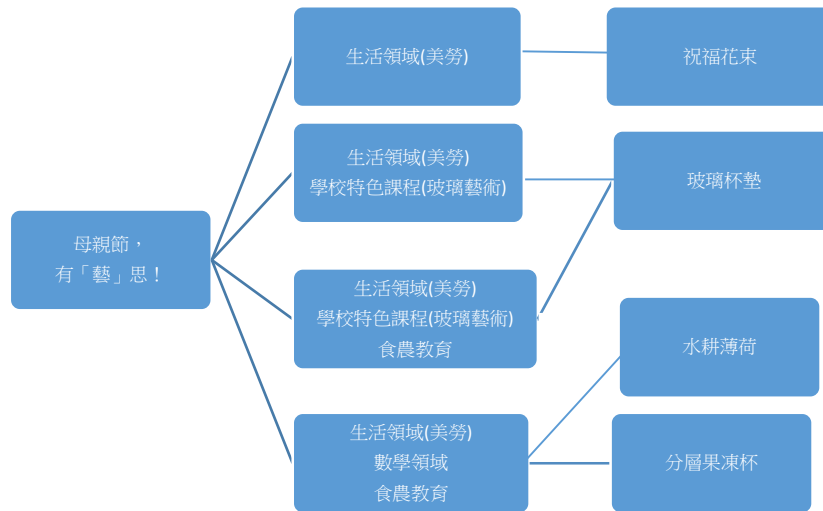 母親節，
有「藝」思！
生活領域(美勞)
祝福花束
生活領域(美勞)
學校特色課程(玻璃藝術)
玻璃杯墊
生活領域(美勞)
學校特色課程(玻璃藝術)
食農教育
水耕薄荷
生活領域(美勞)
數學領域
食農教育
分層果凍杯